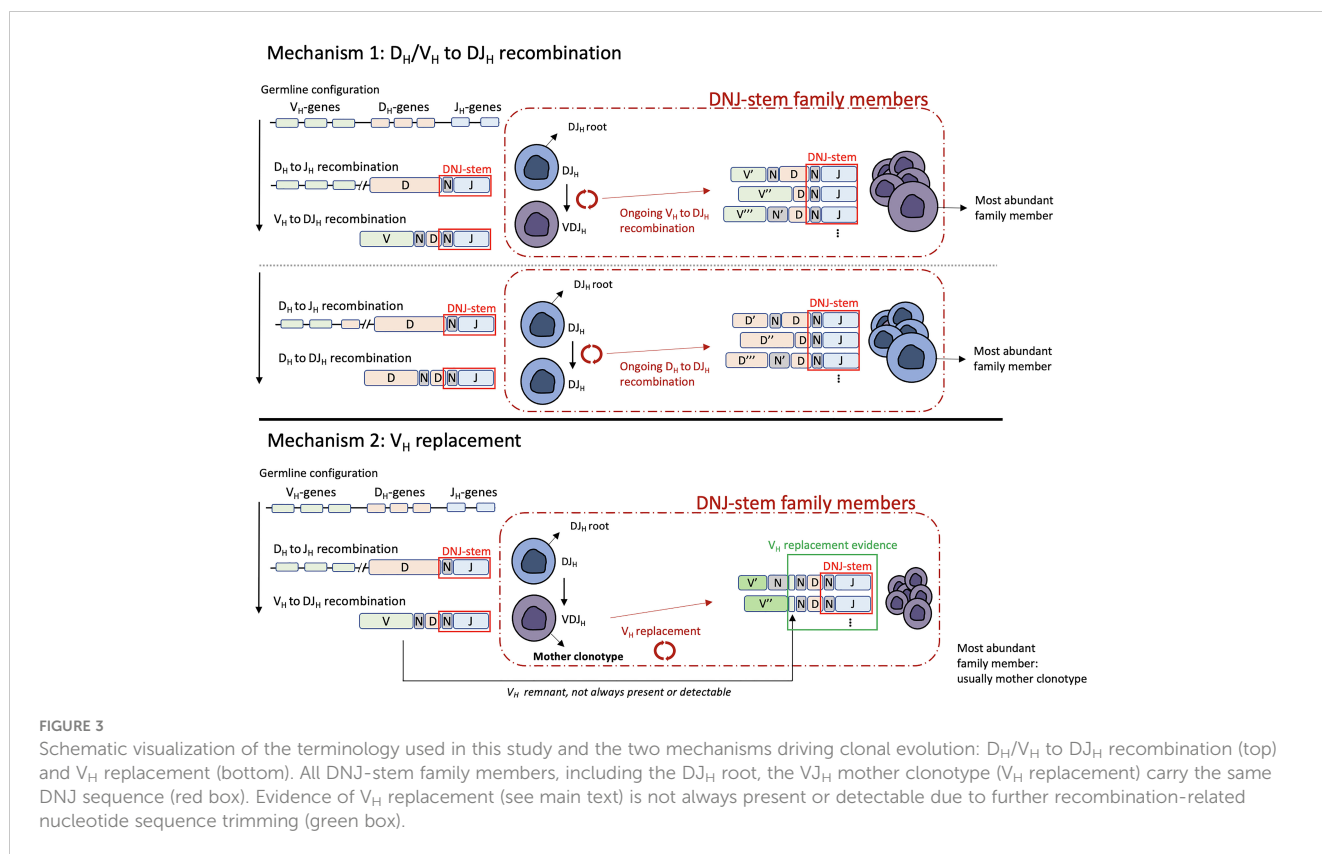 Mechanism 1: DH/VH to DJH recombination
Germline configuration
VH-genes DH-genes JH-genes
DNJ-stem family members
DJH root
DH to JH recombination
DNJ-stem
D N J
DJH
DNJ-stem
V' N D N J
V'' D N J
V''' N' D N J
⋮
Most abundant
family member
VH to DJH recombination
V N D N J
VDJH
Ongoing VH to DJH
recombination
DJH root
DH to JH recombination
DNJ-stem
D N J
DJH
DNJ-stem
D' N D N J
D'' D N J
D''' N' D N J
⋮
Most abundant
family member
DH to DJH recombination
D N D N J
DJH
Ongoing DH to DJH
recombination
Mechanism 2: VH replacement
Germline configuration
VH-genes DH-genes JH-genes
DNJ-stem family members
DJH root
DH to JH recombination
DNJ-stem
D N J
DJH
VH replacement evidence
DNJ-stem
V' N N D N J
V'' N D N J
⋮
VH to DJH recombination
V N D N J
VDJH
VH replacement
Mother clonotype
Most abundant
family member:
usually mother clonotype
VH remnant, not always present or detectable
FIGURE 3
Schematic visualization of the terminology used in this study and the two mechanisms driving clonal evolution: DH/VH to DJH recombination (top)
and VH replacement (bottom). All DNJ-stem family members, including the DJH root, the VJH mother clonotype (VH replacement) carry the same
DNJ sequence (red box). Evidence of VH replacement (see main text) is not always present or detectable due to further recombination-related
nucleotide sequence trimming (green box).